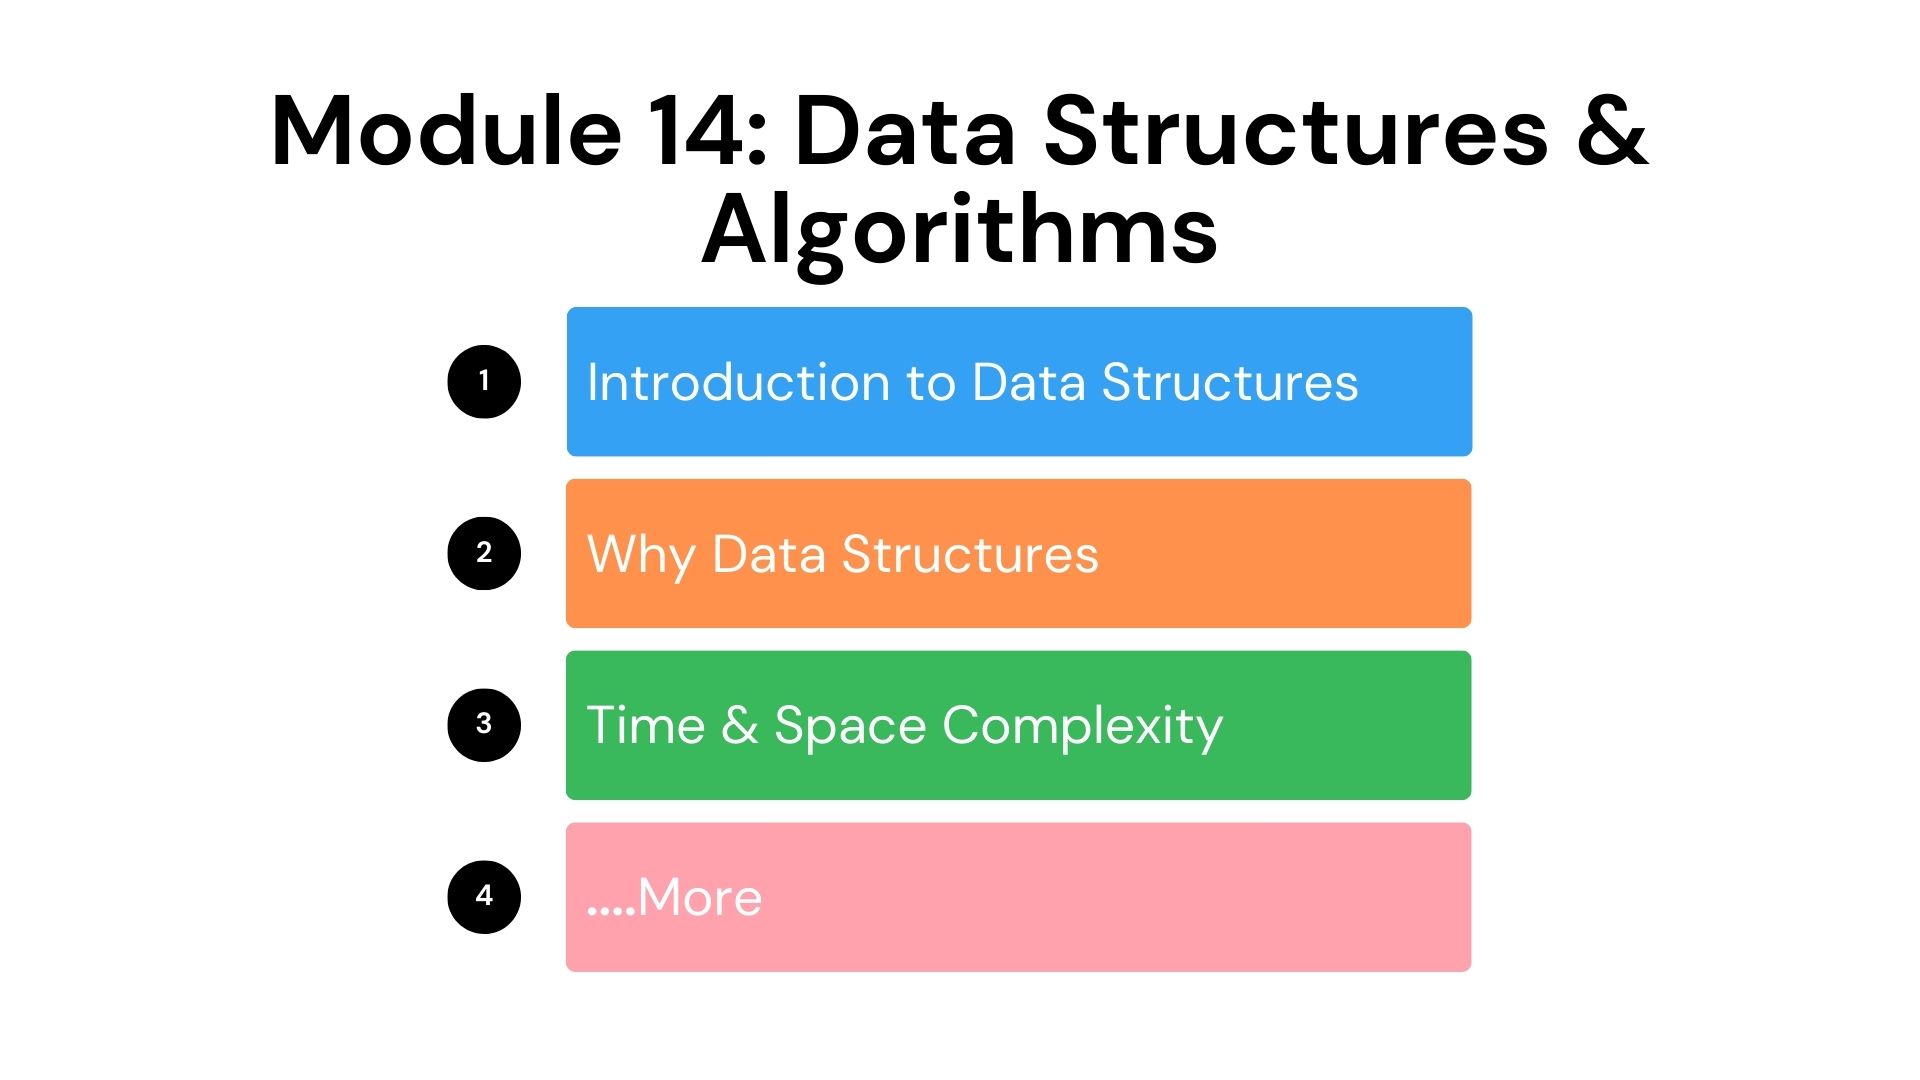 Module 14: Data Structures &
Algorithms
1
Introduction to Data Structures
2
Why Data Structures
3
Time & Space Complexity
4
....More